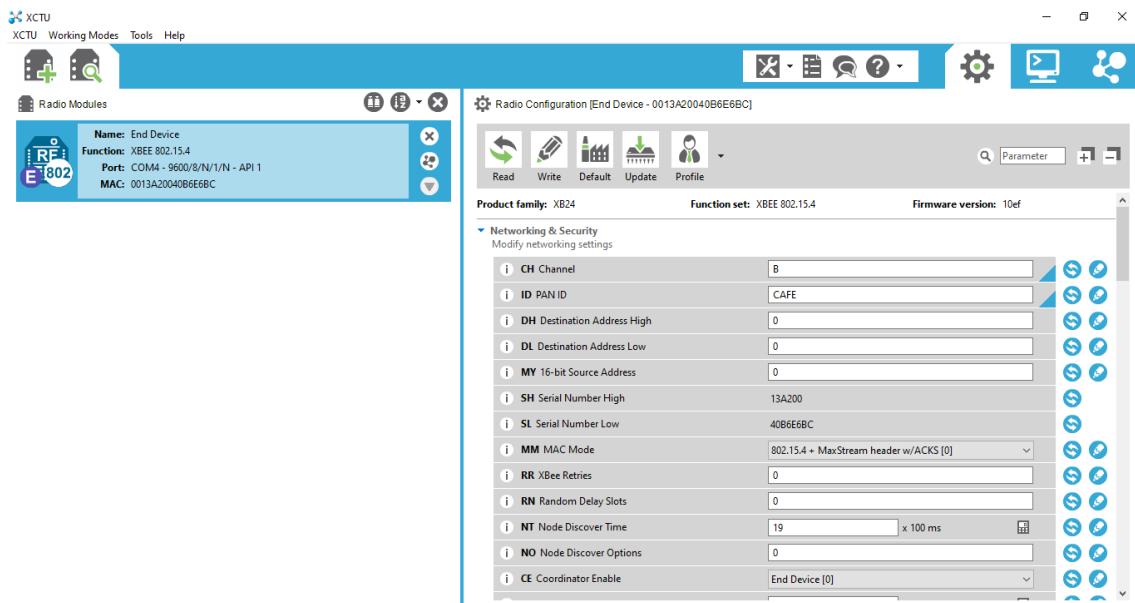 XCTU
XCTU Working Modes Tools Help
Radio Modules
Name: End Device
Function: XBEE 802.15.4
Port: COM4 - 9600/8/N/1/N - API 1
MAC: 0013A20040B6E6BC
RF
E 802
Radio Configuration [End Device - 0013A20040B6E6BC]
Read Write Default Update Profile
Parameter
Product family: XB24 Function set: XBEE 802.15.4 Firmware version: 10ef
Networking & Security
Modify networking settings
i CH Channel B
i ID PAN ID CAFE
i DH Destination Address High 0
i DL Destination Address Low 0
i MY 16-bit Source Address 0
i SH Serial Number High 13A200
i SL Serial Number Low 40B6E6BC
i MM MAC Mode 802.15.4 + MaxStream header w/ACKS [0]
i RR XBee Retries 0
i RN Random Delay Slots 0
i NT Node Discover Time 19 x 100 ms
i NO Node Discover Options 0
i CE Coordinator Enable End Device [0]